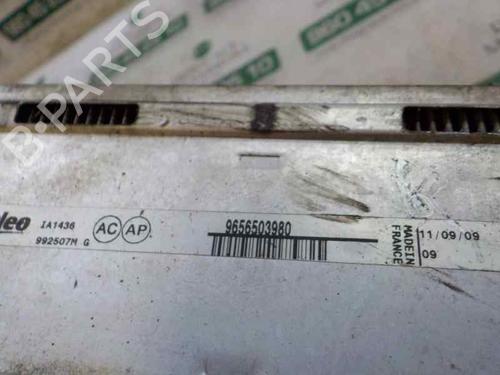 B-PARTS
leo IA1436 AC AP 9656503980 MADE IN FRANCE 11/09/09
992507M G 09